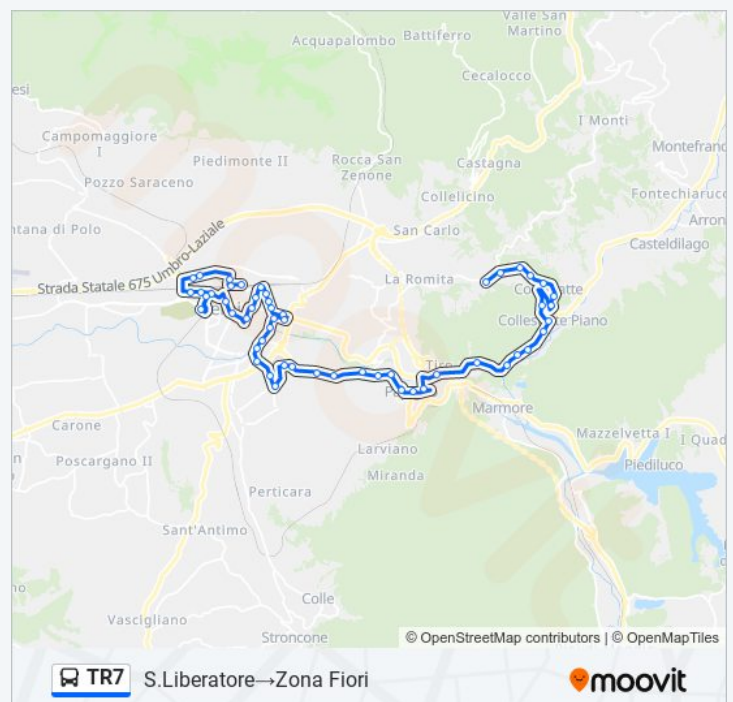 Valle San
Martino
Battiferro
Acquapalombo
Cecalocco
esi
I Monti
Campomaggiore
I
Montefranc
Piedimonte II
Rocca San
Zenone
Castagna
Pozzo Saraceno
Collelicino
Fontechiaruc
Arron
ntana di Polo
San Carlo
Casteldilago
Strada Statale 675 Umbro-Laziale
La Romita
Collestatte Piano
Marmore
Carone
Mazzelvetta I
I Quad
Poscargano II
Larviano
Piediluco
Miranda
Perticara
Sant'Antimo
Colle
Vascigliano
Stroncone
© OpenStreetMap contributors | © OpenMapTiles
TR7
S.Liberatore→Zona Fiori
moovit